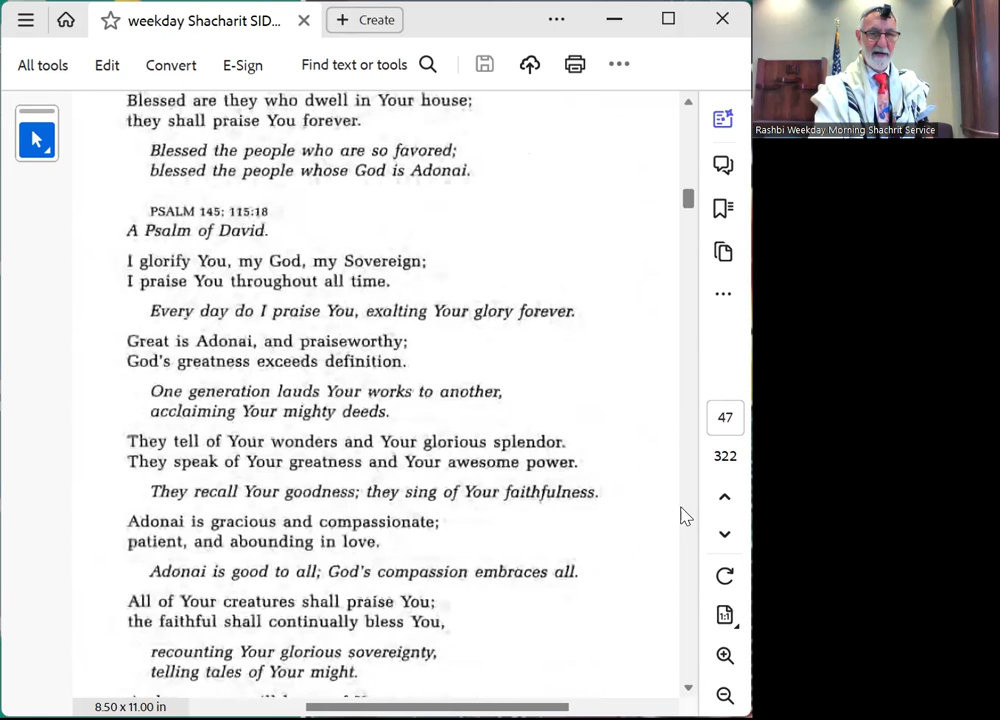 weekday Shacharit SID...
Create
All tools
Edit
Convert
E-Sign
Find text or tools
Rashbi Weekday Morning Shachrit Service
Blessed are they who dwell in Your house;
they shall praise You forever.
Blessed the people who are so favored;
blessed the people whose God is Adonai.
PSALM 145; 115:18
A Psalm of David.
I glorify You, my God, my Sovereign;
I praise You throughout all time.
Every day do I praise You, exalting Your glory forever.
Great is Adonai, and praiseworthy;
God's greatness exceeds definition.
One generation lauds Your works to another,
acclaiming Your mighty deeds.
They tell of Your wonders and Your glorious splendor.
They speak of Your greatness and Your awesome power.
They recall Your goodness; they sing of Your faithfulness.
Adonai is gracious and compassionate;
patient, and abounding in love.
Adonai is good to all; God's compassion embraces all.
All of Your creatures shall praise You;
the faithful shall continually bless You,
recounting Your glorious sovereignty,
telling tales of Your might.
47
322
1:1
8.50 x 11.00 in